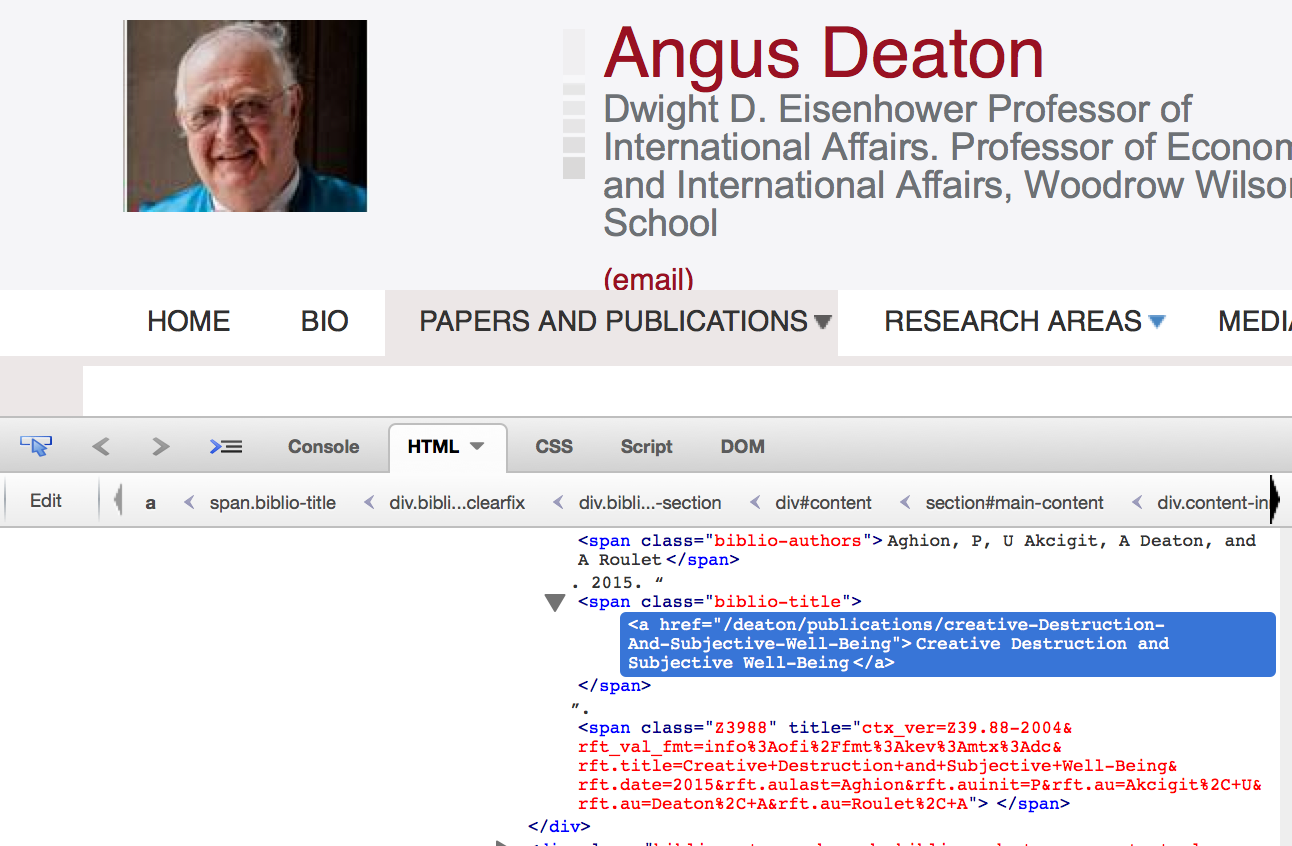 Angus Deaton
Dwight D. Eisenhower Professor of
International Affairs. Professor of Econom
and International Affairs, Woodrow Wilso
School
(email)
HOME BIO PAPERS AND PUBLICATIONS RESEARCH AREAS MEDIA
Console HTML CSS Script DOM
Edit a < span.biblio-title < div.bibli...clearfix < div.bibli...-section < div#content < section#main-content < div.content-in
<span class="biblio-authors">Aghion, P, U Akcigit, A Deaton, and
A Roulet</span>
. 2015. “
<span class="biblio-title">
<a href="/deaton/publications/creative-Destruction-
And-Subjective-Well-Being">Creative Destruction and
Subjective Well-Being</a>
</span>
”.
<span class="Z3988" title="ctx_ver=Z39.88-2004&
rft_val_fmt=info%3Aofi%2Ffmt%3Akev%3Amtx%3Adc&
rft.title=Creative+Destruction+and+Subjective+Well-Being&
rft.date=2015&rft.aulast=Aghion&rft.auinit=P&rft.au=Akcigit%2C+U&
rft.au=Deaton%2C+A&rft.au=Roulet%2C+A"> </span>
</div>